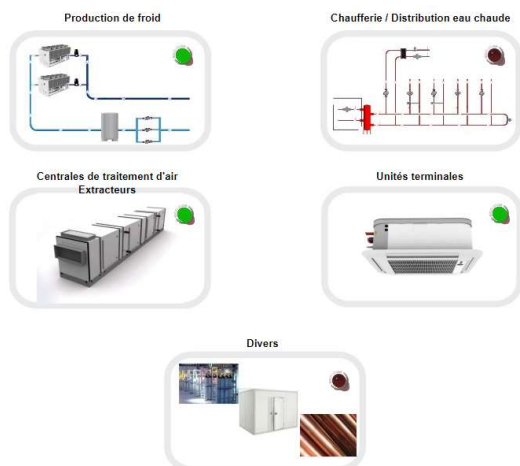 Production de froid
Chaufferie / Distribution eau chaude
Centrales de traitement d'air
Extracteurs
Unités terminales
Divers